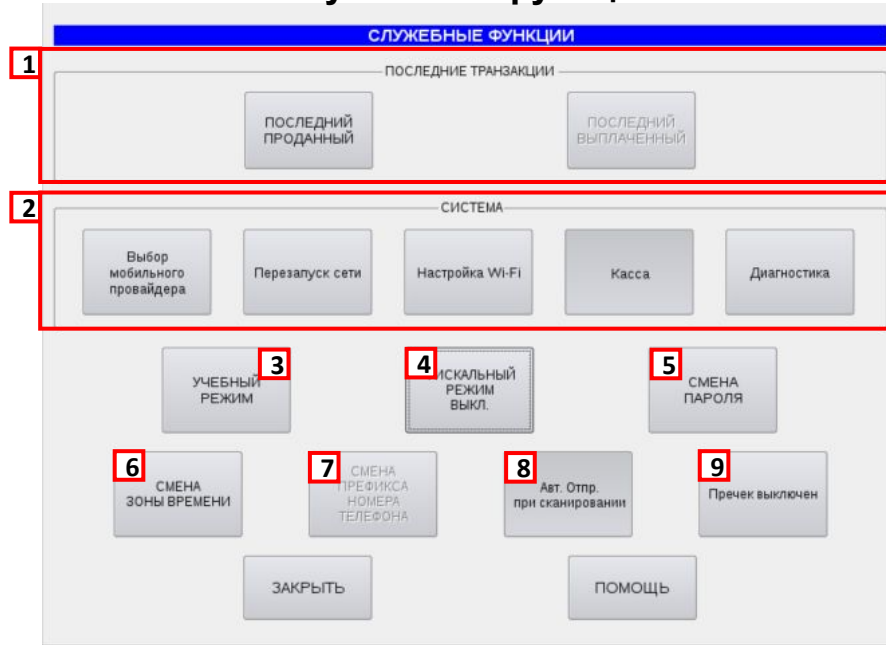 СЛУЖЕБНЫЕ ФУНКЦИИ
1
ПОСЛЕДНИЕ ТРАНЗАКЦИИ
ПОСЛЕДНИЙ
ПРОДАННЫЙ
ПОСЛЕДНИЙ
ВЫПЛАЧЕННЫЙ
2
СИСТЕМА
Выбор
мобильного
провайдера
Перезапуск сети
Настройка Wi-Fi
Касса
Диагностика
3
УЧЕБНЫЙ
РЕЖИМ
4
ИСКАЛЬНЫЙ
РЕЖИМ
ВЫКЛ.
5
СМЕНА
ПАРОЛЯ
6
СМЕНА
ЗОНЫ ВРЕМЕНИ
7
СМЕНА
ПРЕФИКСА
НОМЕРА
ТЕЛЕФОНА
8
Авт. Отпр.
при сканировании
9
Пречек выключен
ЗАКРЫТЬ
ПОМОЩЬ